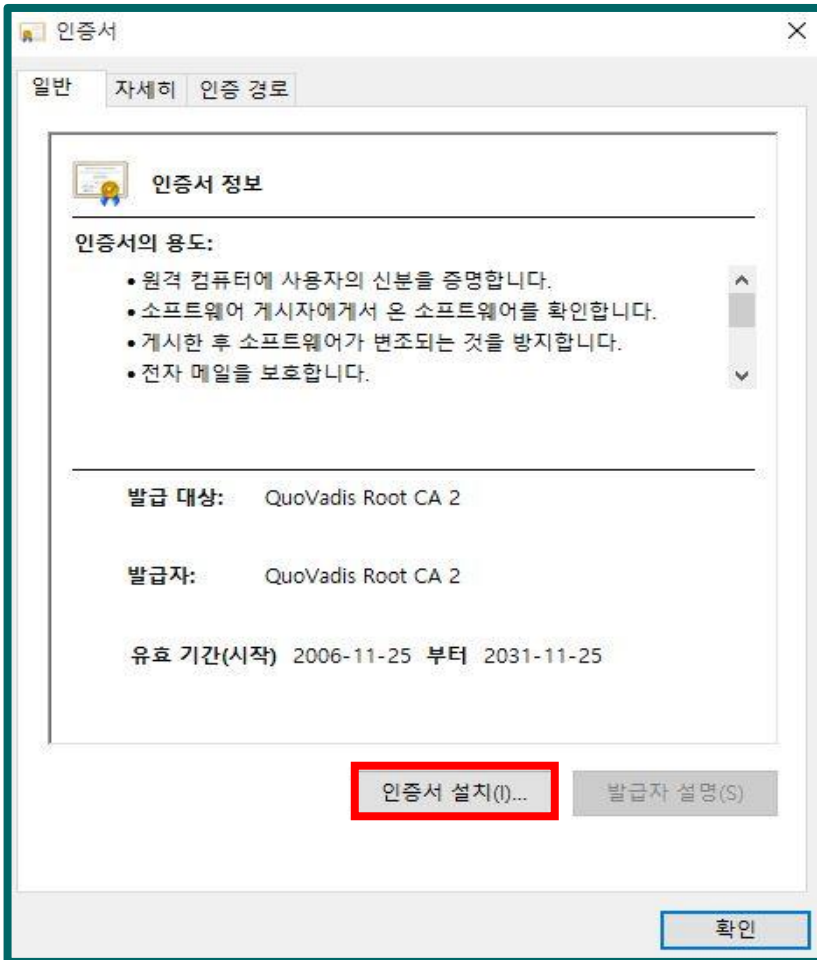 인증서
일반 자세히 인증 경로
인증서 정보
인증서의 용도:
• 원격 컴퓨터에 사용자의 신분을 증명합니다.
• 소프트웨어 게시자에게서 온 소프트웨어를 확인합니다.
• 게시한 후 소프트웨어가 변조되는 것을 방지합니다.
• 전자 메일을 보호합니다.
발급 대상: QuoVadis Root CA 2
발급자: QuoVadis Root CA 2
유효 기간(시작) 2006-11-25 부터 2031-11-25
인증서 설치(I)... 발급자 설명(S)
확인